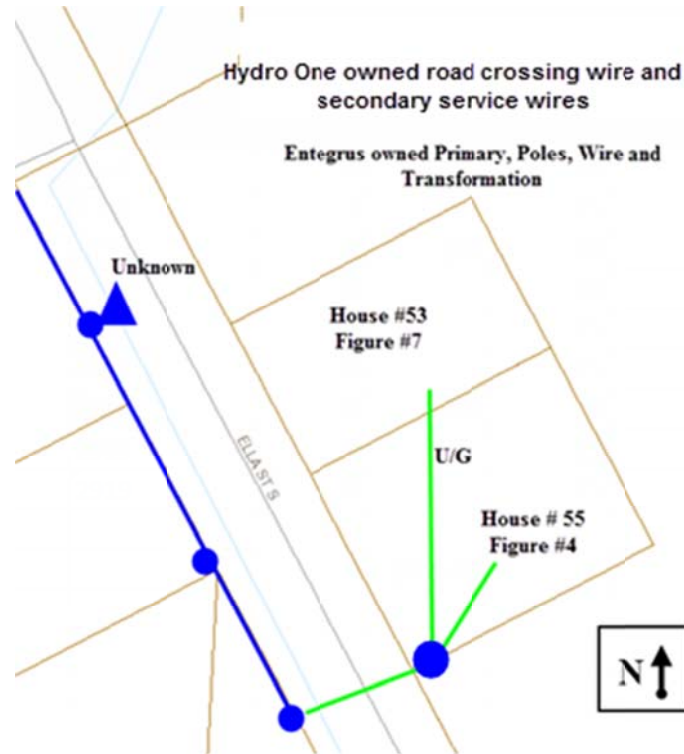 Hydro One owned road crossing wire and
secondary service wires
Entegrus owned Primary, Poles, Wire and
Transformation
Unknown
House #53
Figure #7
ELLA ST S
U/G
House # 55
Figure #4
N